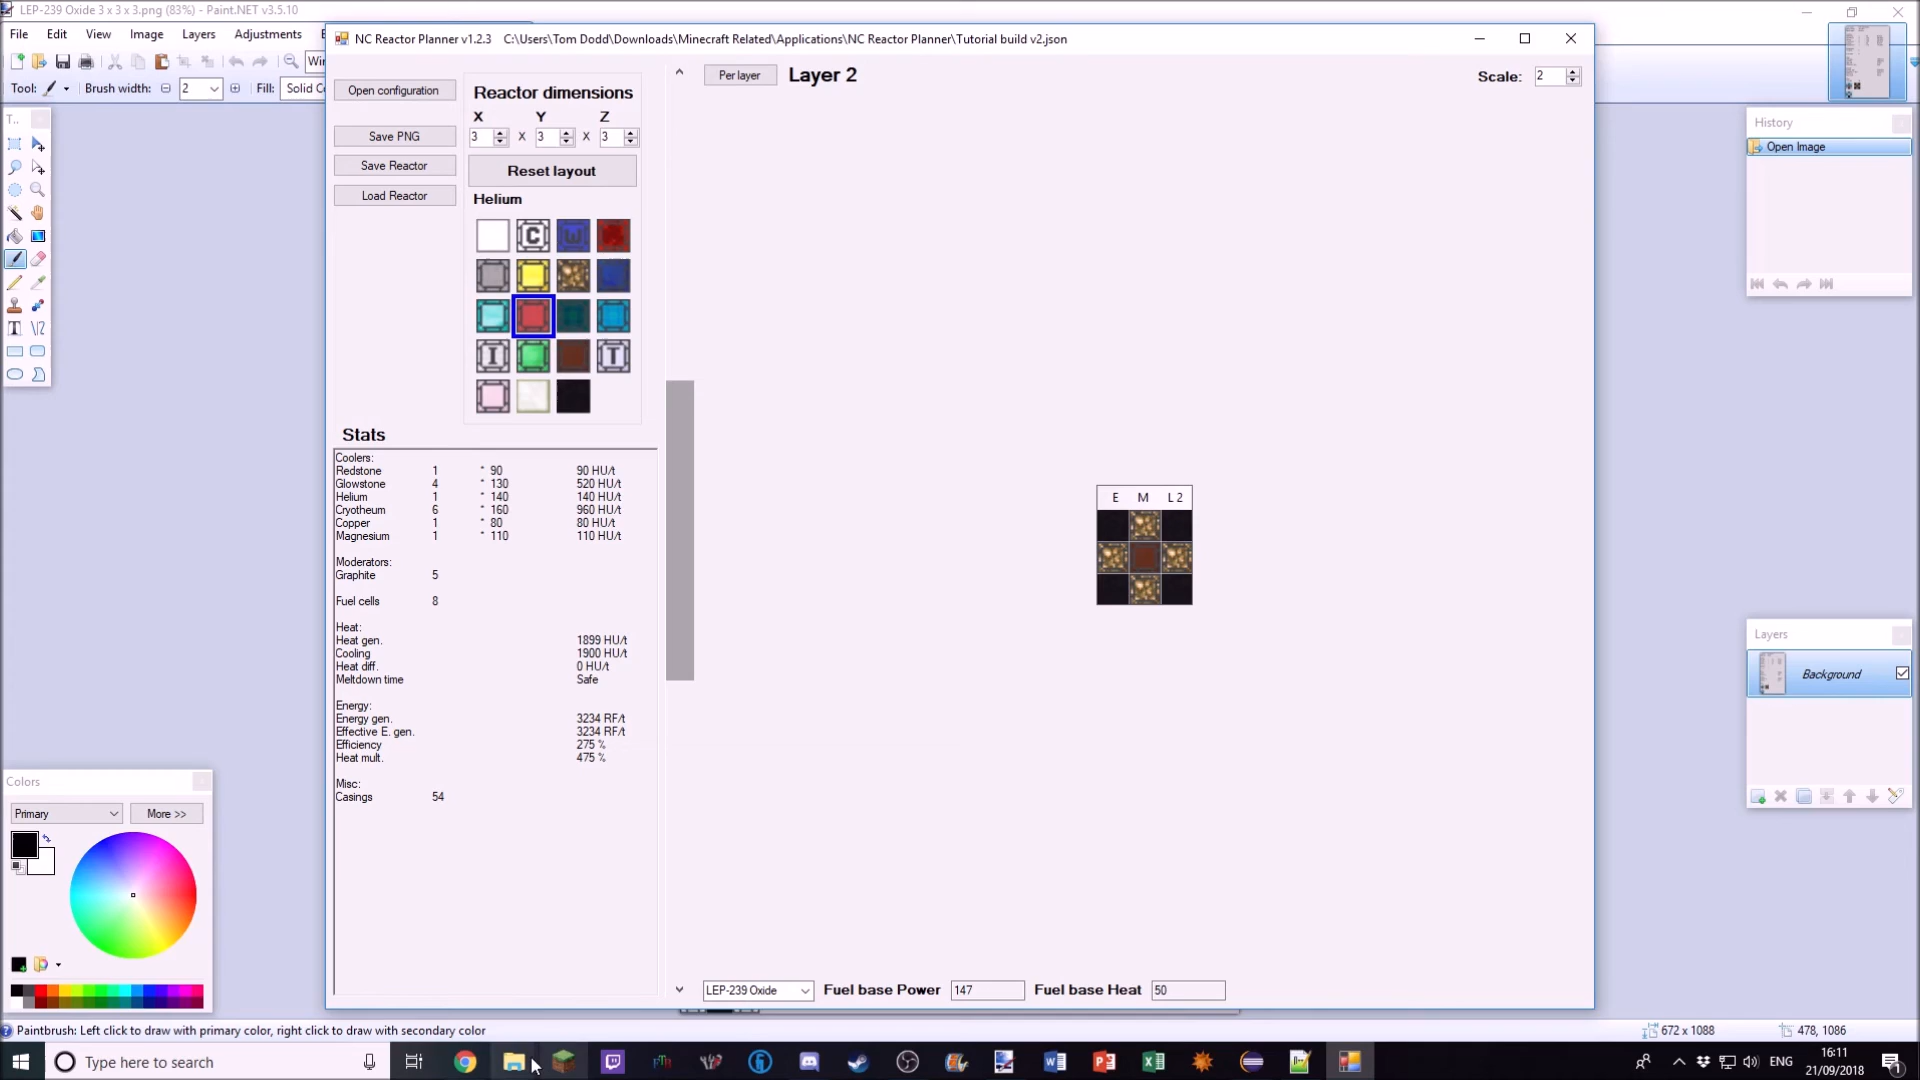 LEP-239 Oxide 3 x 3 x 3.png (83%) - Paint.NET v3.5.10
File Edit View Image Layers Adjustments
Tool: Brush width: 2 Fill: Solid C
NC Reactor Planner v1.2.3 C:\Users\Tom Dodd\Downloads\Minecraft Related\Applications\NC Reactor Planner\Tutorial build v2.json
Open configuration
Save PNG
Save Reactor
Load Reactor
Reactor dimensions
X Y Z
3 X 3 X 3
Reset layout
Helium
C W
I T
Per layer Layer 2
Scale: 2
Stats
Coolers:
Redstone 1 * 90 90 HU/t
Glowstone 4 * 130 520 HU/t
Helium 1 * 140 140 HU/t
Cryotheum 6 * 160 960 HU/t
Copper 1 * 80 80 HU/t
Magnesium 1 * 110 110 HU/t
Moderators:
Graphite 5
Fuel cells 8
Heat:
Heat gen. 1899 HU/t
Cooling 1900 HU/t
Heat diff. 0 HU/t
Meltdown time Safe
Energy:
Energy gen. 3234 RF/t
Effective E. gen. 3234 RF/t
Efficiency 275 %
Heat mult. 475 %
Misc:
Casings 54
E M L 2
LEP-239 Oxide Fuel base Power 147 Fuel base Heat 50
History
Open Image
Layers
Background
Colors
Primary More >>
Paintbrush: Left click to draw with primary color, right click to draw with secondary color
672 x 1088 478, 1086
Type here to search
ENG
16:11
21/09/2018